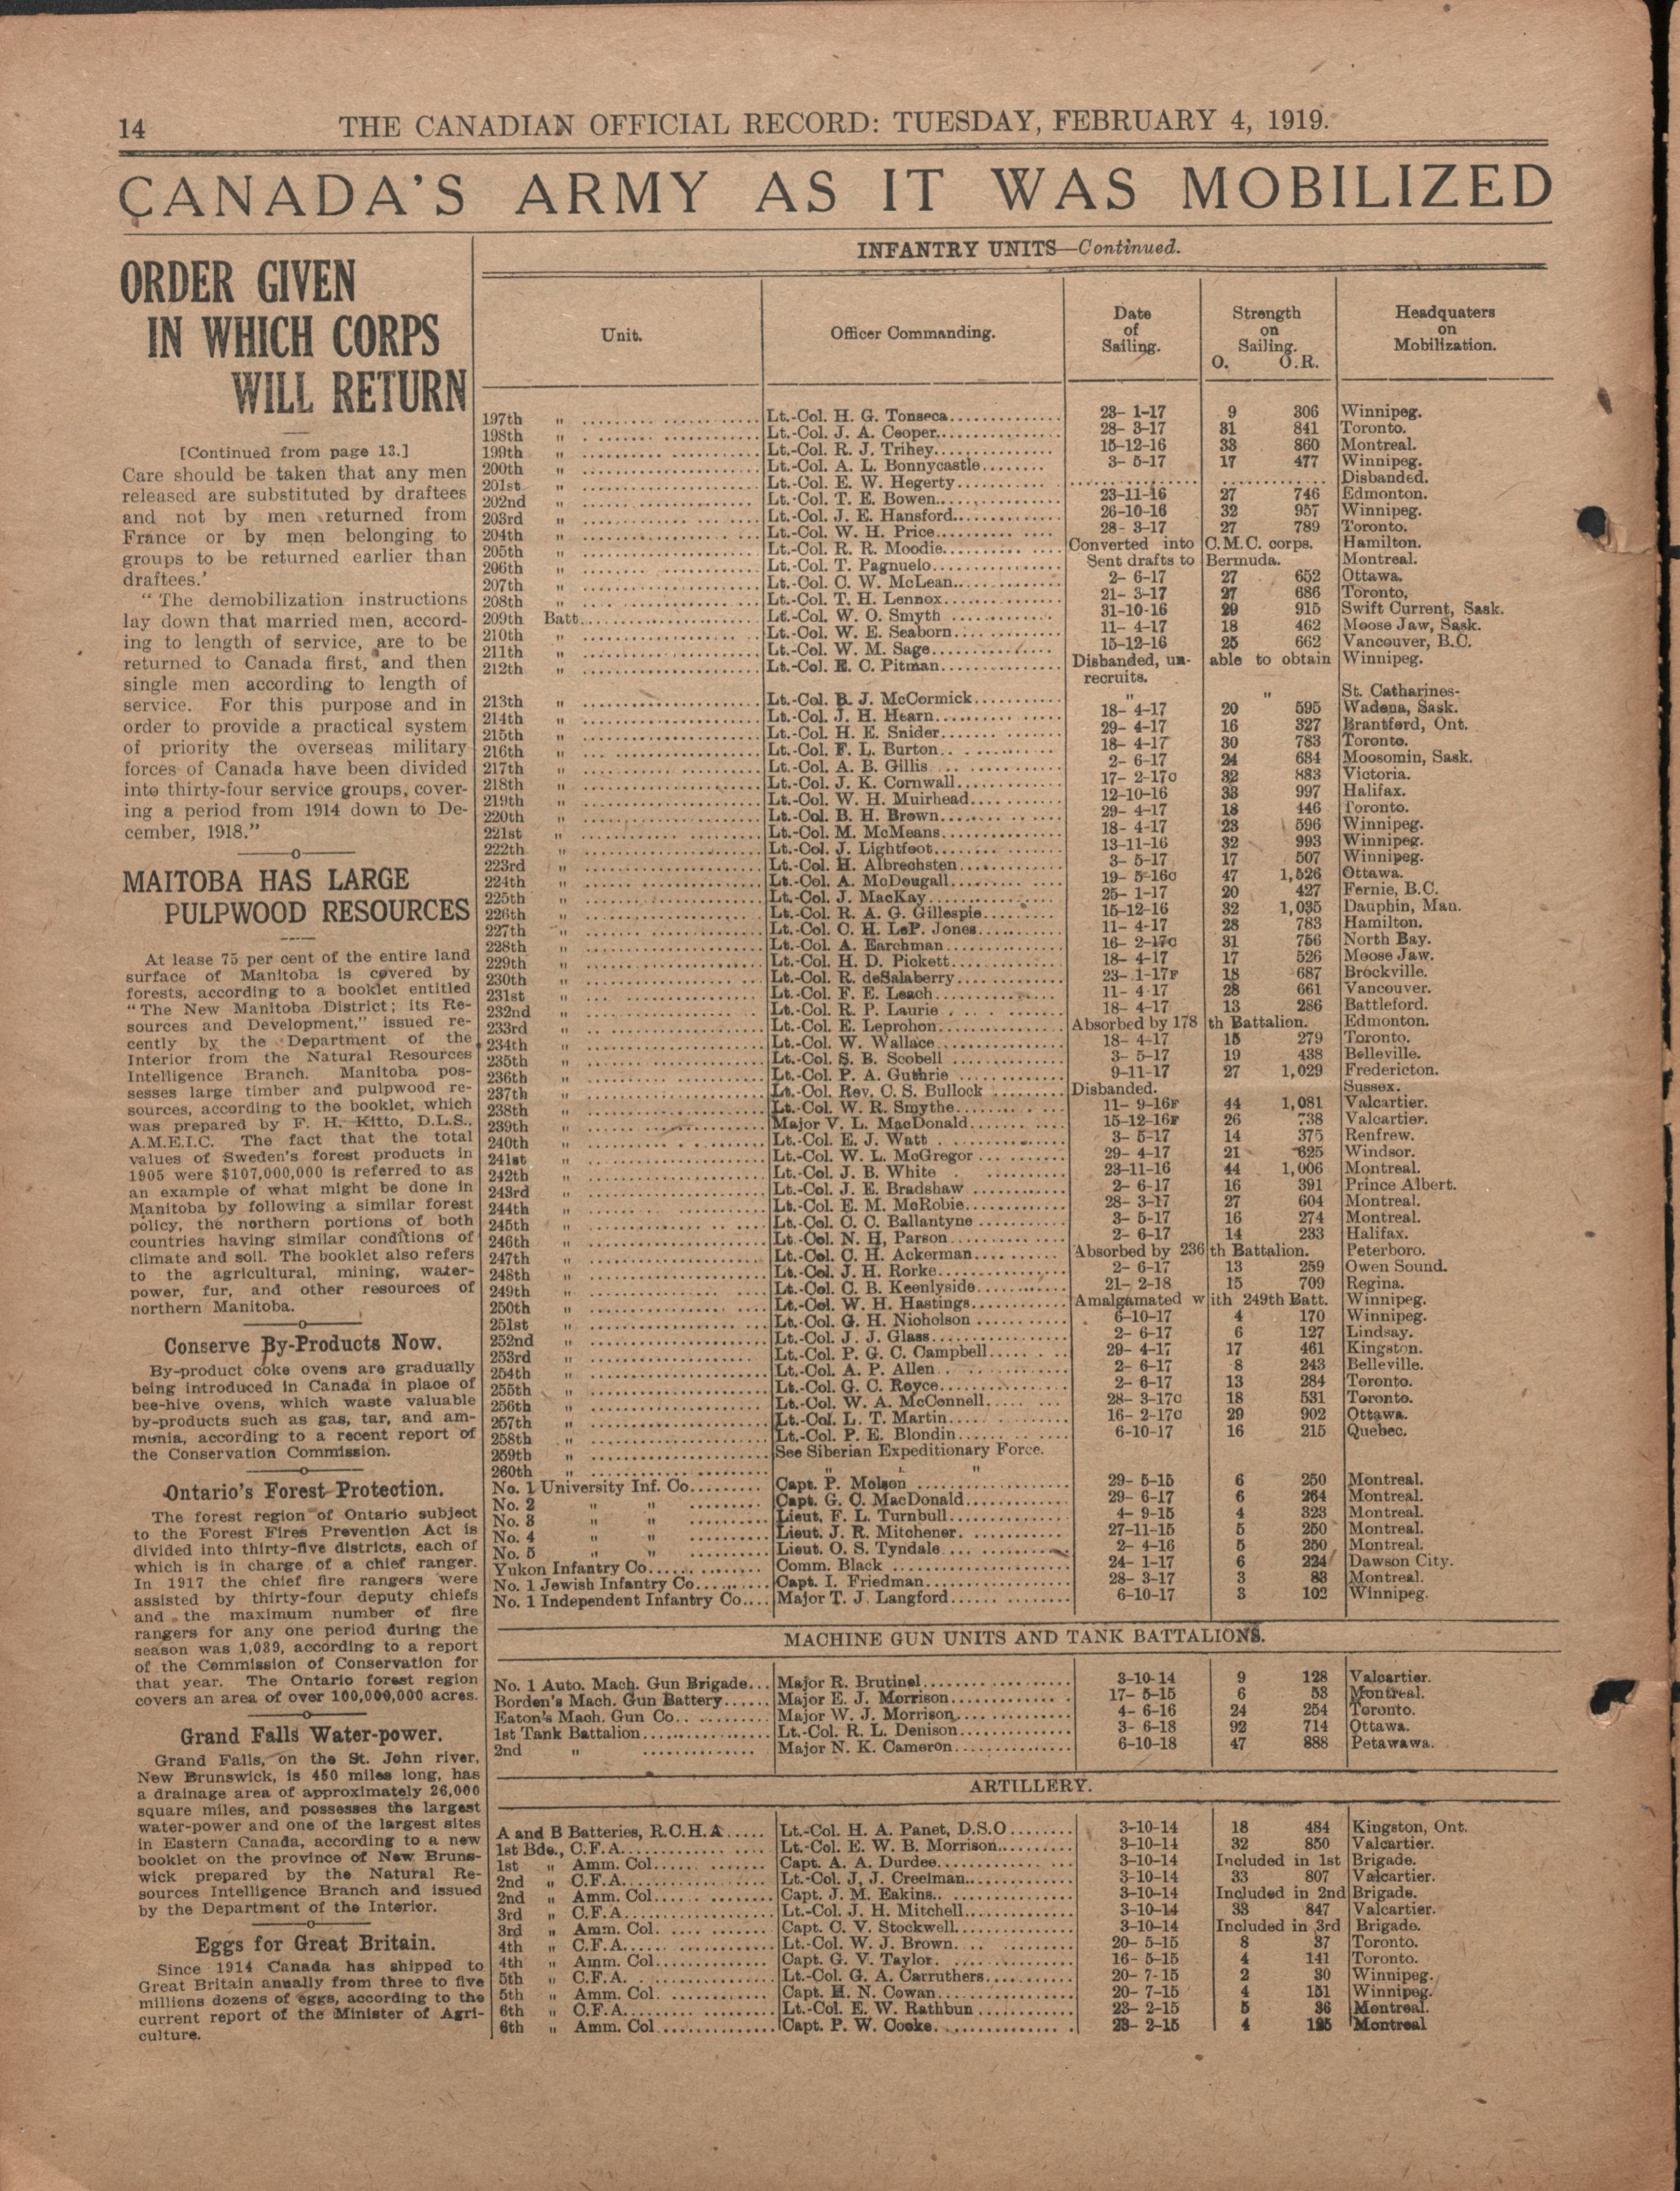 14
THE CANADIAN OFFICIAL RECORD: TUESDAY, FEBRUARY 4, 1919.
CANADA'S ARMY AS IT WAS MOBILIZED
ORDER GIVEN
IN WHICH CORPS
WILL RETURN
[Continued from page 13.]
Care should be taken that any men
released are substituted by draftees
and not by men returned from
France or by men belonging to
groups to be returned earlier than
draftees.'
" The demobilization instructions
lay down that married men, accord-
ing to length of service, are to be
returned to Canada first, and then
single men according to length of
service. For this purpose and in
order to provide a practical system
of priority the overseas military
forces of Canada have been divided
into thirty-four service groups, cover-
ing a period from 1914 down to De-
cember, 1918."
MAITOBA HAS LARGE
PULPWOOD RESOURCES
At lease 75 per cent of the entire land
surface of Manitoba is covered by
forests, according to a booklet entitled
"The New Manitoba District; its Re-
sources and Development," issued re-
cently by the Department of the
Interior from the Natural Resources
Intelligence Branch. Manitoba pos-
sesses large timber and pulpwood re-
sources, according to the booklet, which
was prepared by F. H. Kitto, D.L.S.,
A.M.E.I.C. The fact that the total
values of Sweden's forest products in
1905 were $107,000,000 is referred to as
an example of what might be done in
Manitoba by following a similar forest
policy, the northern portions of both
countries having similar conditions of
climate and soil. The booklet also refers
to the agricultural, mining, water-
power, fur, and other resources of
northern Manitoba.
Conserve By-Products Now.
By-product coke ovens are gradually
being introduced in Canada in place of
bee-hive ovens, which waste valuable
by-products such as gas, tar, and am-
monia, according to a recent report of
the Conservation Commission.
Ontario's Forest Protection.
The forest region of Ontario subject
to the Forest Fires Prevention Act is
divided into thirty-five districts, each of
which is in charge of a chief ranger.
In 1917 the chief fire rangers were
assisted by thirty-four deputy chiefs
and the maximum number of fire
rangers for any one period during the
season was 1,039, according to a report
of the Commission of Conservation for
that year. The Ontario forest region
covers an area of over 100,000,000 acres.
Grand Falls Water-power.
Grand Falls, on the St. John river,
New Brunswick, is 450 miles long, has
a drainage area of approximately 26,000
square miles, and possesses the largest
water-power and one of the largest sites
in Eastern Canada, according to a new
booklet on the province of New Bruns-
wick prepared by the Natural Re-
sources Intelligence Branch and issued
by the Department of the Interior.
Eggs for Great Britain.
Since 1914 Canada has shipped to
Great Britain anually from three to five
millions dozens of eggs, according to the
current report of the Minister of Agri-
culture.
INFANTRY UNITS—Continued.
Unit. Officer Commanding. Date of Sailing. Strength on Sailing. O. O.R. Headquaters on Mobilization.
197th " Lt.-Col. H. G. Tonseca 23- 1-17 9 306 Winnipeg.
198th " Lt.-Col. J. A. Cooper 28- 3-17 31 841 Toronto.
199th " Lt.-Col. R. J. Trihey 15-12-16 33 860 Montreal.
200th " Lt.-Col. A. L. Bonnycastle 3- 5-17 17 477 Winnipeg.
201st " Lt.-Col. E. W. Hegerty Disbanded.
202nd " Lt.-Col. T. E. Bowen 23-11-16 27 746 Edmonton.
203rd " Lt.-Col. J. E. Hansford 26-10-16 32 957 Winnipeg.
204th " Lt.-Col. W. H. Price 28- 3-17 27 789 Toronto.
205th " Lt.-Col. R. R. Moodie Converted into C.M.C. corps. Hamilton.
206th " Lt.-Col. T. Pagnuelo Sent drafts to Bermuda. Montreal.
207th " Lt.-Col. C. W. McLean 2- 6-17 27 652 Ottawa.
208th " Lt.-Col. T. H. Lennox 21- 3-17 27 686 Toronto,
209th Batt. Lt.-Col. W. O. Smyth 31-10-16 29 915 Swift Current, Sask.
210th " Lt.-Col. W. E. Seaborn 11- 4-17 18 462 Moose Jaw, Sask.
211th " Lt.-Col. W. M. Sage 15-12-16 25 662 Vancouver, B.C.
212th " Lt.-Col. E. C. Pitman Disbanded, un- able to obtain Winnipeg.
recruits.
213th " Lt.-Col. B. J. McCormick " " St. Catharines-
214th " Lt.-Col. J. H. Hearn 18- 4-17 20 595 Wadena, Sask.
215th " Lt.-Col. H. E. Snider 29- 4-17 16 327 Brantford, Ont.
216th " Lt.-Col. F. L. Burton 18- 4-17 30 783 Toronto.
217th " Lt.-Col. A. B. Gillis 2- 6-17 24 684 Moosomin, Sask.
218th " Lt.-Col. J. K. Cornwall 17- 2-17C 32 883 Victoria.
219th " Lt.-Col. W. H. Muirhead 12-10-16 33 997 Halifax.
220th " Lt.-Col. B. H. Brown 29- 4-17 18 446 Toronto.
221st " Lt.-Col. M. McMeans 18- 4-17 23 596 Winnipeg.
222th " Lt.-Col. J. Lightfoot 13-11-16 32 993 Winnipeg.
223rd " Lt.-Col. H. Albrechsten 3- 5-17 17 507 Winnipeg.
224th " Lt.-Col. A. McDougall 19- 5-16C 47 1,526 Ottawa.
225th " Lt.-Col. J. MacKay 25- 1-17 20 427 Fernie, B.C.
226th " Lt.-Col. R. A. G. Gillespie 15-12-16 32 1,035 Dauphin, Man.
227th " Lt.-Col. C. H. LeP. Jones 11- 4-17 28 783 Hamilton.
228th " Lt.-Col. A. Earchman 16- 2-17C 31 756 North Bay.
229th " Lt.-Col. H. D. Pickett 18- 4-17 17 526 Moose Jaw.
230th " Lt.-Col. R. deSalaberry 23- 1-17F 18 687 Brockville.
231st " Lt.-Col. F. E. Leach 11- 4-17 28 661 Vancouver.
232nd " Lt.-Col. R. P. Laurie 18- 4-17 13 286 Battleford.
233rd " Lt.-Col. E. Leprohon Absorbed by 178 th Battalion. Edmonton.
234th " Lt.-Col. W. Wallace 18- 4-17 15 279 Toronto.
235th " Lt.-Col. S. B. Scobell 3- 5-17 19 438 Belleville.
236th " Lt.-Col. P. A. Guthrie 9-11-17 27 1,029 Fredericton.
237th " Lt.-Col. Rev. C. S. Bullock Disbanded. Sussex.
238th " Lt.-Col. W. R. Smythe 11- 9-16F 44 1,081 Valcartier.
239th " Major V. L. MacDonald 15-12-16F 26 738 Valcartier.
240th " Lt.-Col. E. J. Watt 3- 5-17 14 375 Renfrew.
241st " Lt.-Col. W. L. McGregor 29- 4-17 21 625 Windsor.
242th " Lt.-Col. J. B. White 23-11-16 44 1,006 Montreal.
243rd " Lt.-Col. J. E. Bradshaw 2- 6-17 16 391 Prince Albert.
244th " Lt.-Col. E. M. McRobie 28- 3-17 27 604 Montreal.
245th " Lt.-Col. C. C. Ballantyne 3- 5-17 16 274 Montreal.
246th " Lt.-Col. N. H, Parson 2- 6-17 14 233 Halifax.
247th " Lt.-Col. C. H. Ackerman Absorbed by 236 th Battalion. Peterboro.
248th " Lt.-Col. J. H. Rorke 2- 6-17 13 259 Owen Sound.
249th " Lt.-Col. C. B. Keenlyside 21- 2-18 15 709 Regina.
250th " Lt.-Col. W. H. Hastings Amalgamated with 249th Batt. Winnipeg.
251st " Lt.-Col. G. H. Nicholson 6-10-17 4 170 Winnipeg.
252nd " Lt.-Col. J. J. Glass 2- 6-17 6 127 Lindsay.
253rd " Lt.-Col. P. G. C. Campbell 29- 4-17 17 461 Kingston.
254th " Lt.-Col. A. P. Allen 2- 6-17 8 243 Belleville.
255th " Lt.-Col. G. C. Royce 2- 6-17 13 284 Toronto.
256th " Lt.-Col. W. A. McConnell 28- 3-17C 18 531 Toronto.
257th " Lt.-Col. L. T. Martin 16- 2-17C 29 902 Ottawa.
258th " Lt.-Col. P. E. Blondin 6-10-17 16 215 Quebec.
259th " See Siberian Expeditionary Force.
260th " " " "
No. 1 University Inf. Co. Capt. P. Molson 29- 5-15 6 250 Montreal.
No. 2 " " Capt. G. C. MacDonald 29- 6-17 6 264 Montreal.
No. 3 " " Lieut. F. L. Turnbull 4- 9-15 4 323 Montreal.
No. 4 " " Lieut. J. R. Mitchener. 27-11-15 5 250 Montreal.
No. 5 " " Lieut. O. S. Tyndale 2- 4-16 5 250 Montreal.
Yukon Infantry Co. Comm. Black 24- 1-17 6 224 Dawson City.
No. 1 Jewish Infantry Co. Capt. I. Friedman 28- 3-17 3 83 Montreal.
No. 1 Independent Infantry Co. Major T. J. Langford 6-10-17 3 102 Winnipeg.
MACHINE GUN UNITS AND TANK BATTALIONS.
No. 1 Auto. Mach. Gun Brigade Major R. Brutinel 3-10-14 9 128 Valcartier.
Borden's Mach. Gun Battery Major E. J. Morrison 17- 5-15 6 53 Montreal.
Eaton's Mach. Gun Co. Major W. J. Morrison 4- 6-16 24 254 Toronto.
1st Tank Battalion Lt.-Col. R. L. Denison 3- 6-18 92 714 Ottawa.
2nd " Major N. K. Cameron 6-10-18 47 888 Petawawa.
ARTILLERY.
A and B Batteries, R.C.H.A. Lt.-Col. H. A. Panet, D.S.O. 3-10-14 18 484 Kingston, Ont.
1st Bde., C.F.A. Lt.-Col. E. W. B. Morrison 3-10-14 32 850 Valcartier.
1st " Amm. Col. Capt. A. A. Durdee 3-10-14 Included in 1st Brigade.
2nd " C.F.A. Lt.-Col. J, J. Creelman 3-10-14 33 807 Valcartier.
2nd " Amm. Col. Capt. J. M. Eakins 3-10-14 Included in 2nd Brigade.
3rd " C.F.A. Lt.-Col. J. H. Mitchell 3-10-14 33 847 Valcartier.
3rd " Amm. Col. Capt. C. V. Stockwell 3-10-14 Included in 3rd Brigade.
4th " C.F.A. Lt.-Col. W. J. Brown 20- 5-15 8 37 Toronto.
4th " Amm. Col. Capt. G. V. Taylor 16- 5-15 4 141 Toronto.
5th " C.F.A. Lt.-Col. G. A. Carruthers 20- 7-15 2 30 Winnipeg.
5th " Amm. Col. Capt. H. N. Cowan 20- 7-15 4 151 Winnipeg.
6th " C.F.A. Lt.-Col. E. W. Rathbun 23- 2-15 5 36 Montreal.
6th " Amm. Col. Capt. P. W. Cooke 23- 2-15 4 125 Montreal